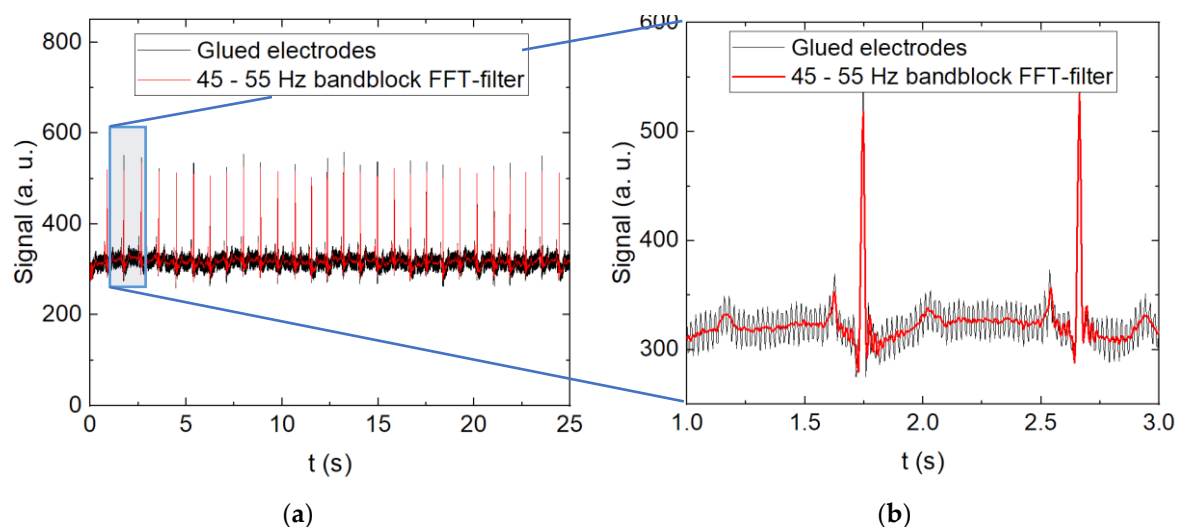 800
600
400
200
0
Signal (a. u.)
Glued electrodes
45 - 55 Hz bandblock FFT-filter
0 5 10 15 20 25
t (s)
(a)
600
500
400
300
Signal (a. u.)
Glued electrodes
45 - 55 Hz bandblock FFT-filter
1.0 1.5 2.0 2.5 3.0
t (s)
(b)